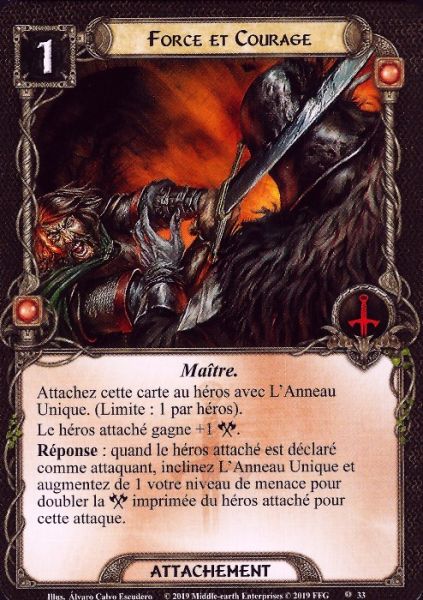 1
FORCE ET COURAGE
Maître.
Attachez cette carte au héros avec L'Anneau
Unique. (Limite : 1 par héros).
Le héros attaché gagne +1 .
Réponse : quand le héros attaché est déclaré
comme attaquant, inclinez L'Anneau Unique et
augmentez de 1 votre niveau de menace pour
doubler la imprimée du héros attaché pour
cette attaque.
ATTACHEMENT
Illus. Álvaro Calvo Escudero © 2019 Middle-earth Enterprises © 2019 FFG 33